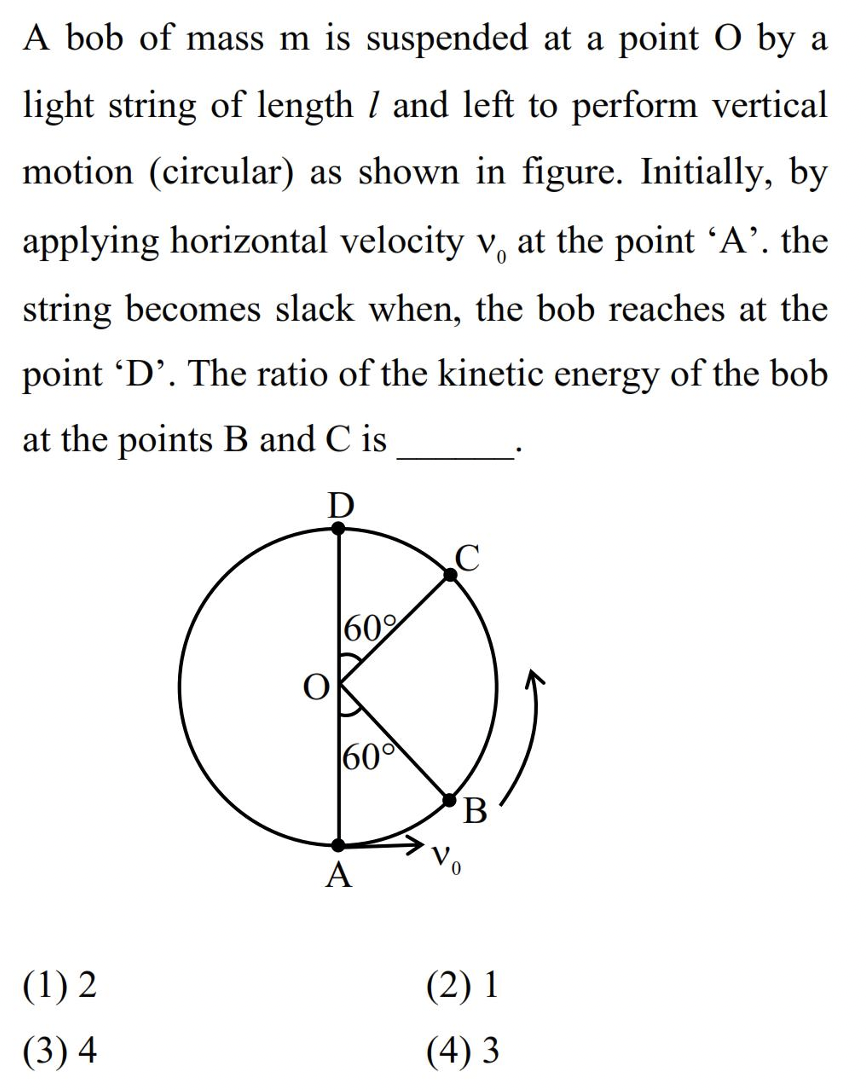 A bob of mass m is suspended at a point O by a
light string of length l and left to perform vertical
motion (circular) as shown in figure. Initially, by
applying horizontal velocity ν₀ at the point ‘A’. the
string becomes slack when, the bob reaches at the
point ‘D’. The ratio of the kinetic energy of the bob
at the points B and C is ______.
D
C
60°
O
60°
B
ν₀
A
(1) 2 (2) 1
(3) 4 (4) 3